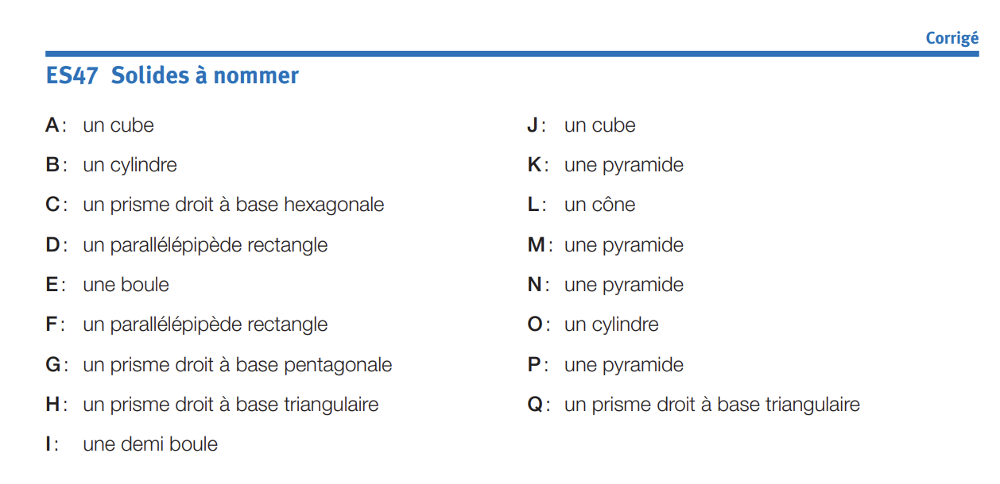 Corrigé
ES47 Solides à nommer
A: un cube
B: un cylindre
C: un prisme droit à base hexagonale
D: un parallélépipède rectangle
E: une boule
F: un parallélépipède rectangle
G: un prisme droit à base pentagonale
H: un prisme droit à base triangulaire
I: une demi boule
J: un cube
K: une pyramide
L: un cône
M: une pyramide
N: une pyramide
O: un cylindre
P: une pyramide
Q: un prisme droit à base triangulaire